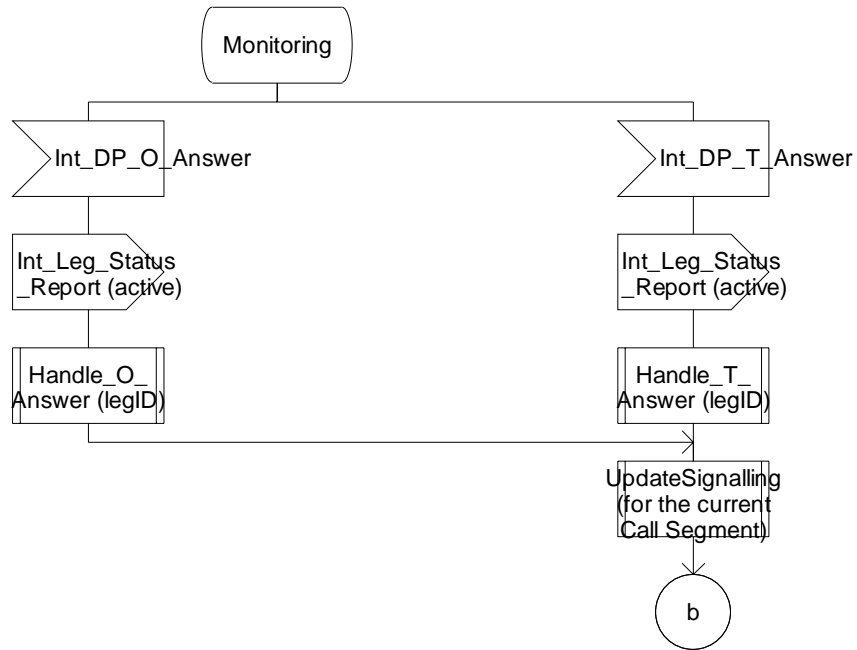 Monitoring
Int_DP_O_Answer
Int_DP_T_Answer
Int_Leg_Status
_Report (active)
Int_Leg_Status
_Report (active)
Handle_O_
Answer (legID)
Handle_T_
Answer (legID)
UpdateSignalling
(for the current
Call Segment)
b